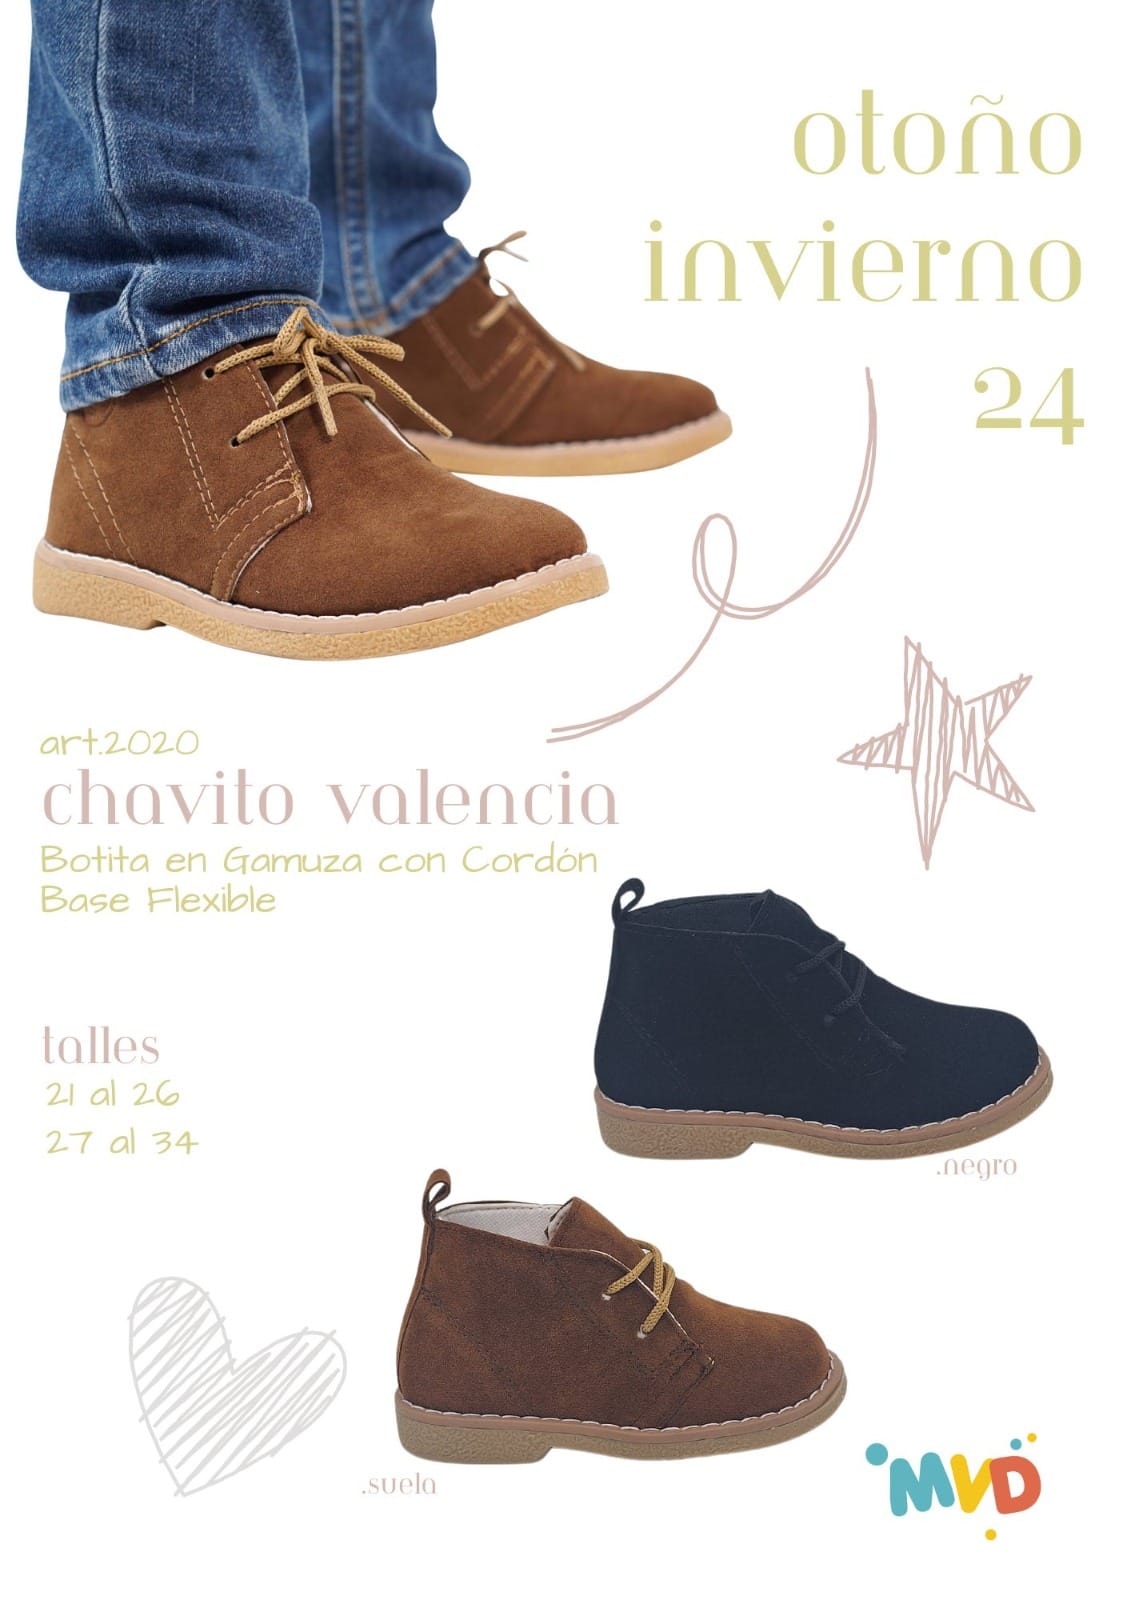 otoño
invierno
24
art.2020
chavito valencia
Botita en Gamuza con Cordón
Base Flexible
talles
21 al 26
27 al 34
.negro
.suela
MVD